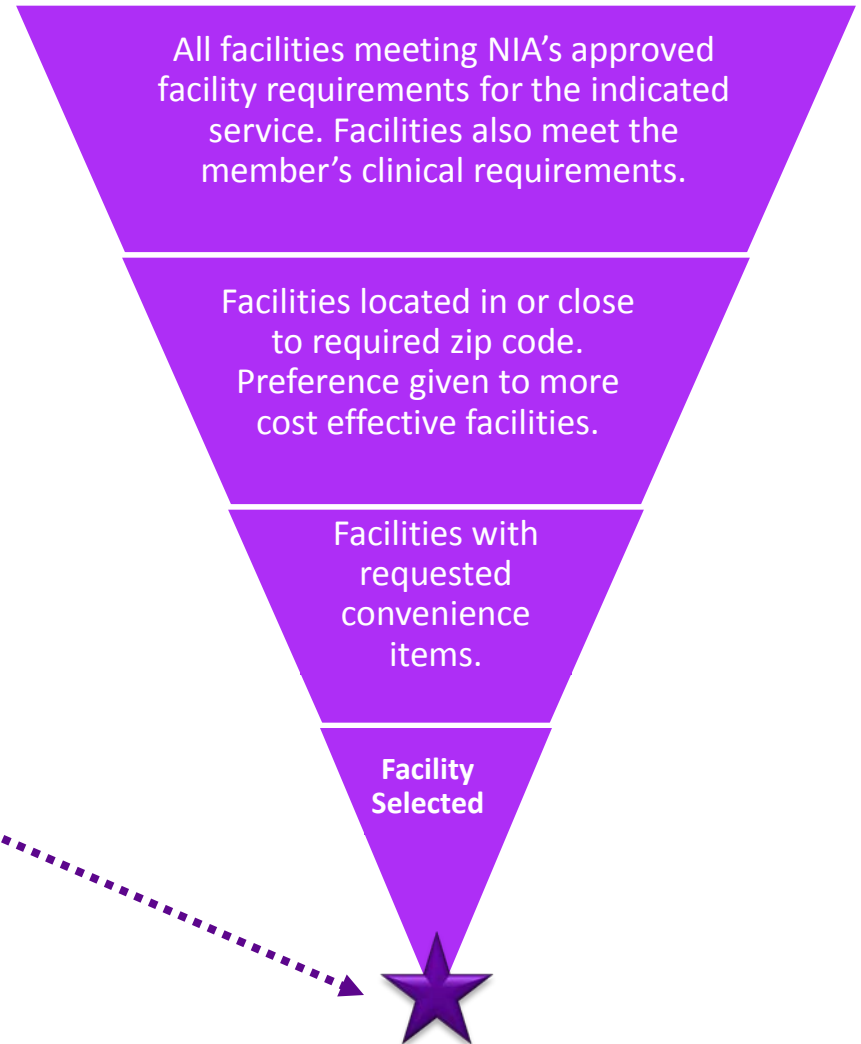 All facilities meeting NIA’s approved
facility requirements for the indicated
service. Facilities also meet the
member’s clinical requirements.
Facilities located in or close
to required zip code.
Preference given to more
cost effective facilities.
Facilities with
requested
convenience
items.
Facility
Selected